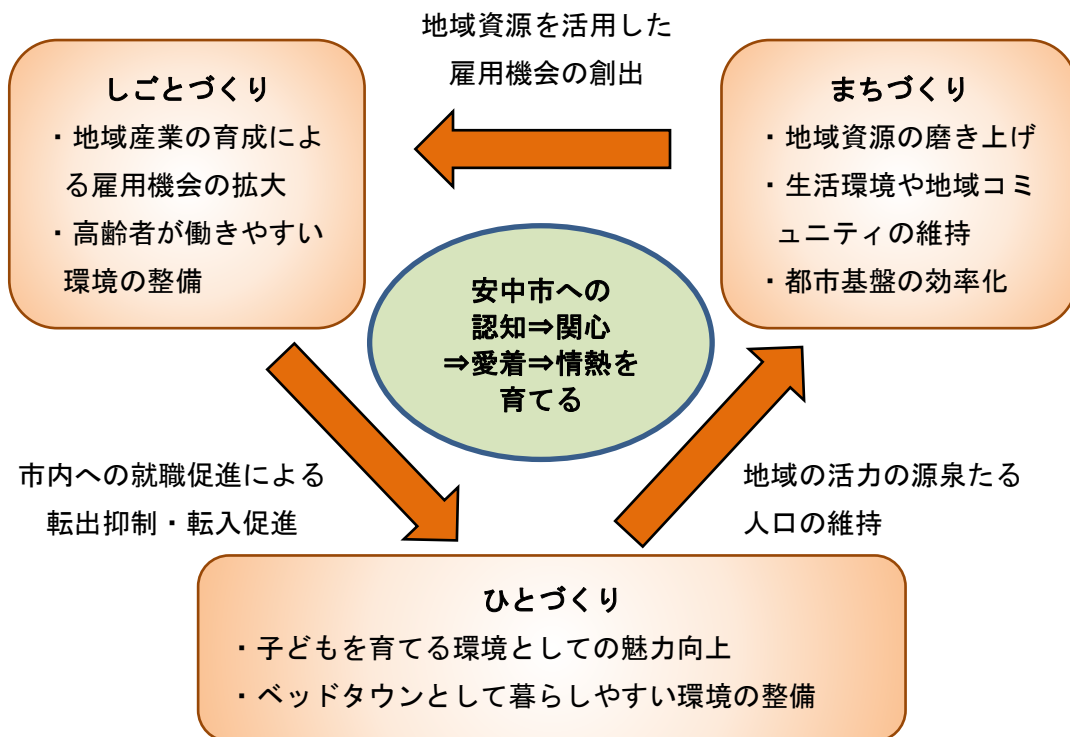 地域資源を活用した
雇用機会の創出
しごとづくり
・地域産業の育成によ
る雇用機会の拡大
・高齢者が働きやすい
環境の整備
まちづくり
・地域資源の磨き上げ
・生活環境や地域コミ
ュニティの維持
・都市基盤の効率化
安中市への
認知⇒関心
⇒愛着⇒情熱を
育てる
市内への就職促進による
転出抑制・転入促進
地域の活力の源泉たる
人口の維持
ひとづくり
・子どもを育てる環境としての魅力向上
・ベッドタウンとして暮らしやすい環境の整備